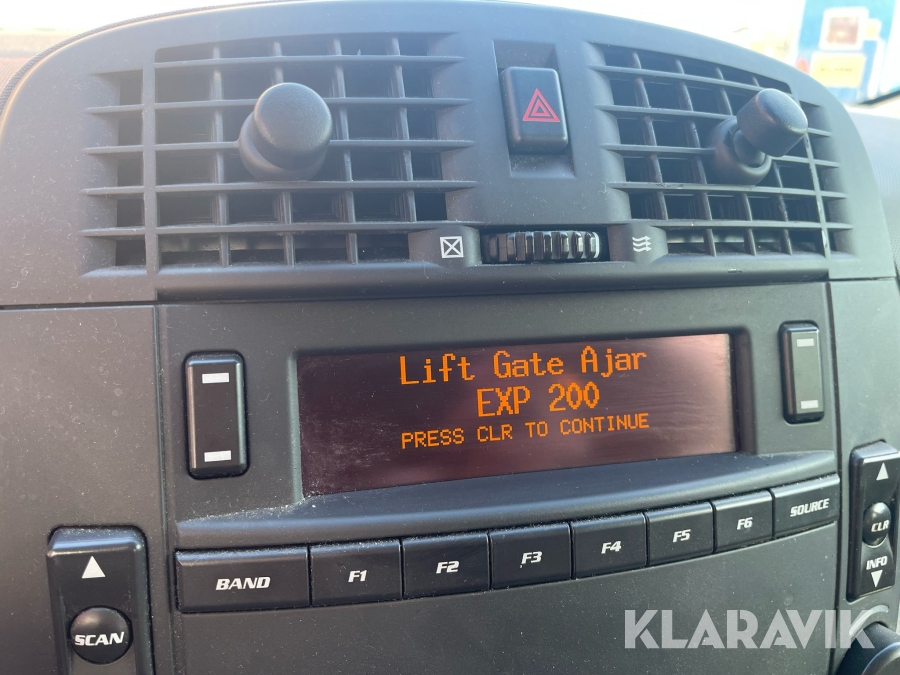 Lift Gate Ajar
EXP 200
PRESS CLR TO CONTINUE
BAND
F1
F2
F3
F4
F5
F6
SOURCE
SCAN
CLR
INFO
KLARAVIK